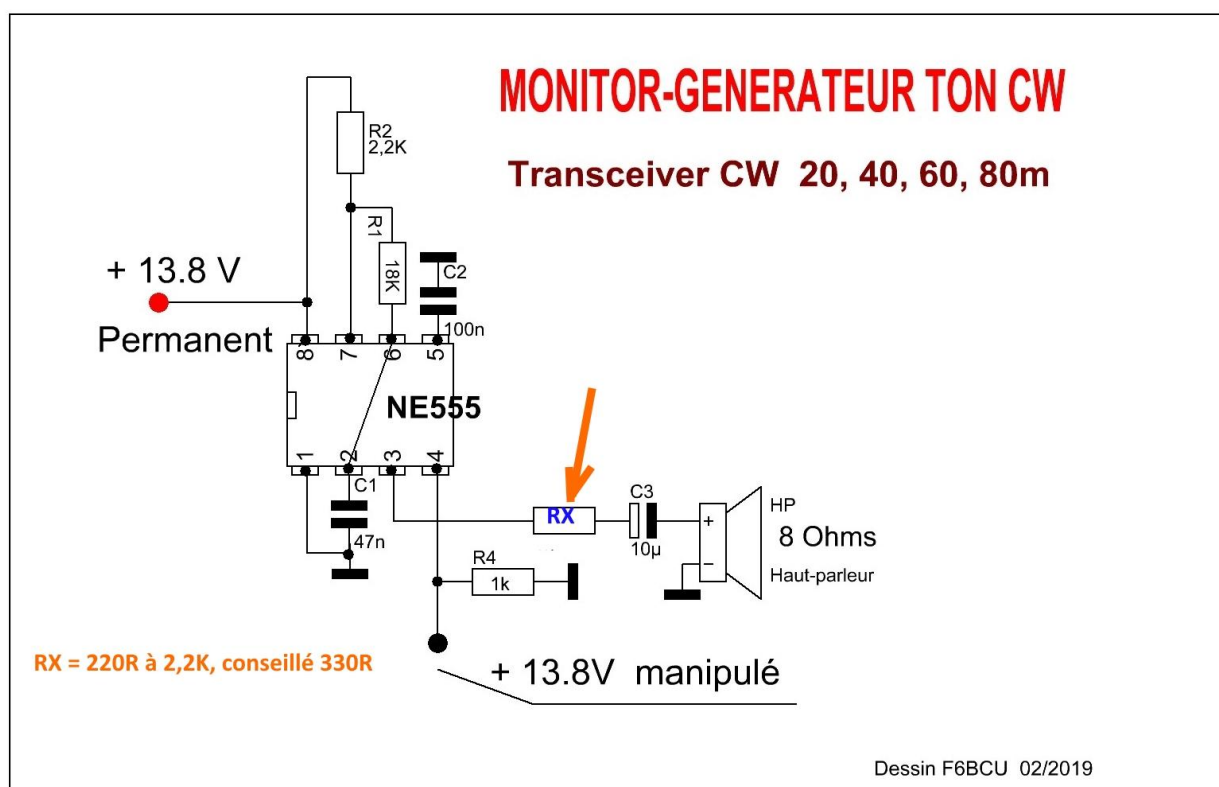 MONITOR-GENERATEUR TON CW
Transceiver CW 20, 40, 60, 80m
R2
2,2K
R1
18K
C2
100n
+ 13.8 V
Permanent
8
7
6
5
NE555
1
2
3
4
C1
47n
RX
C3
10µ
+
−
HP
8 Ohms
Haut-parleur
R4
1k
RX = 220R à 2,2K, conseillé 330R
+ 13.8V manipulé
Dessin F6BCU 02/2019